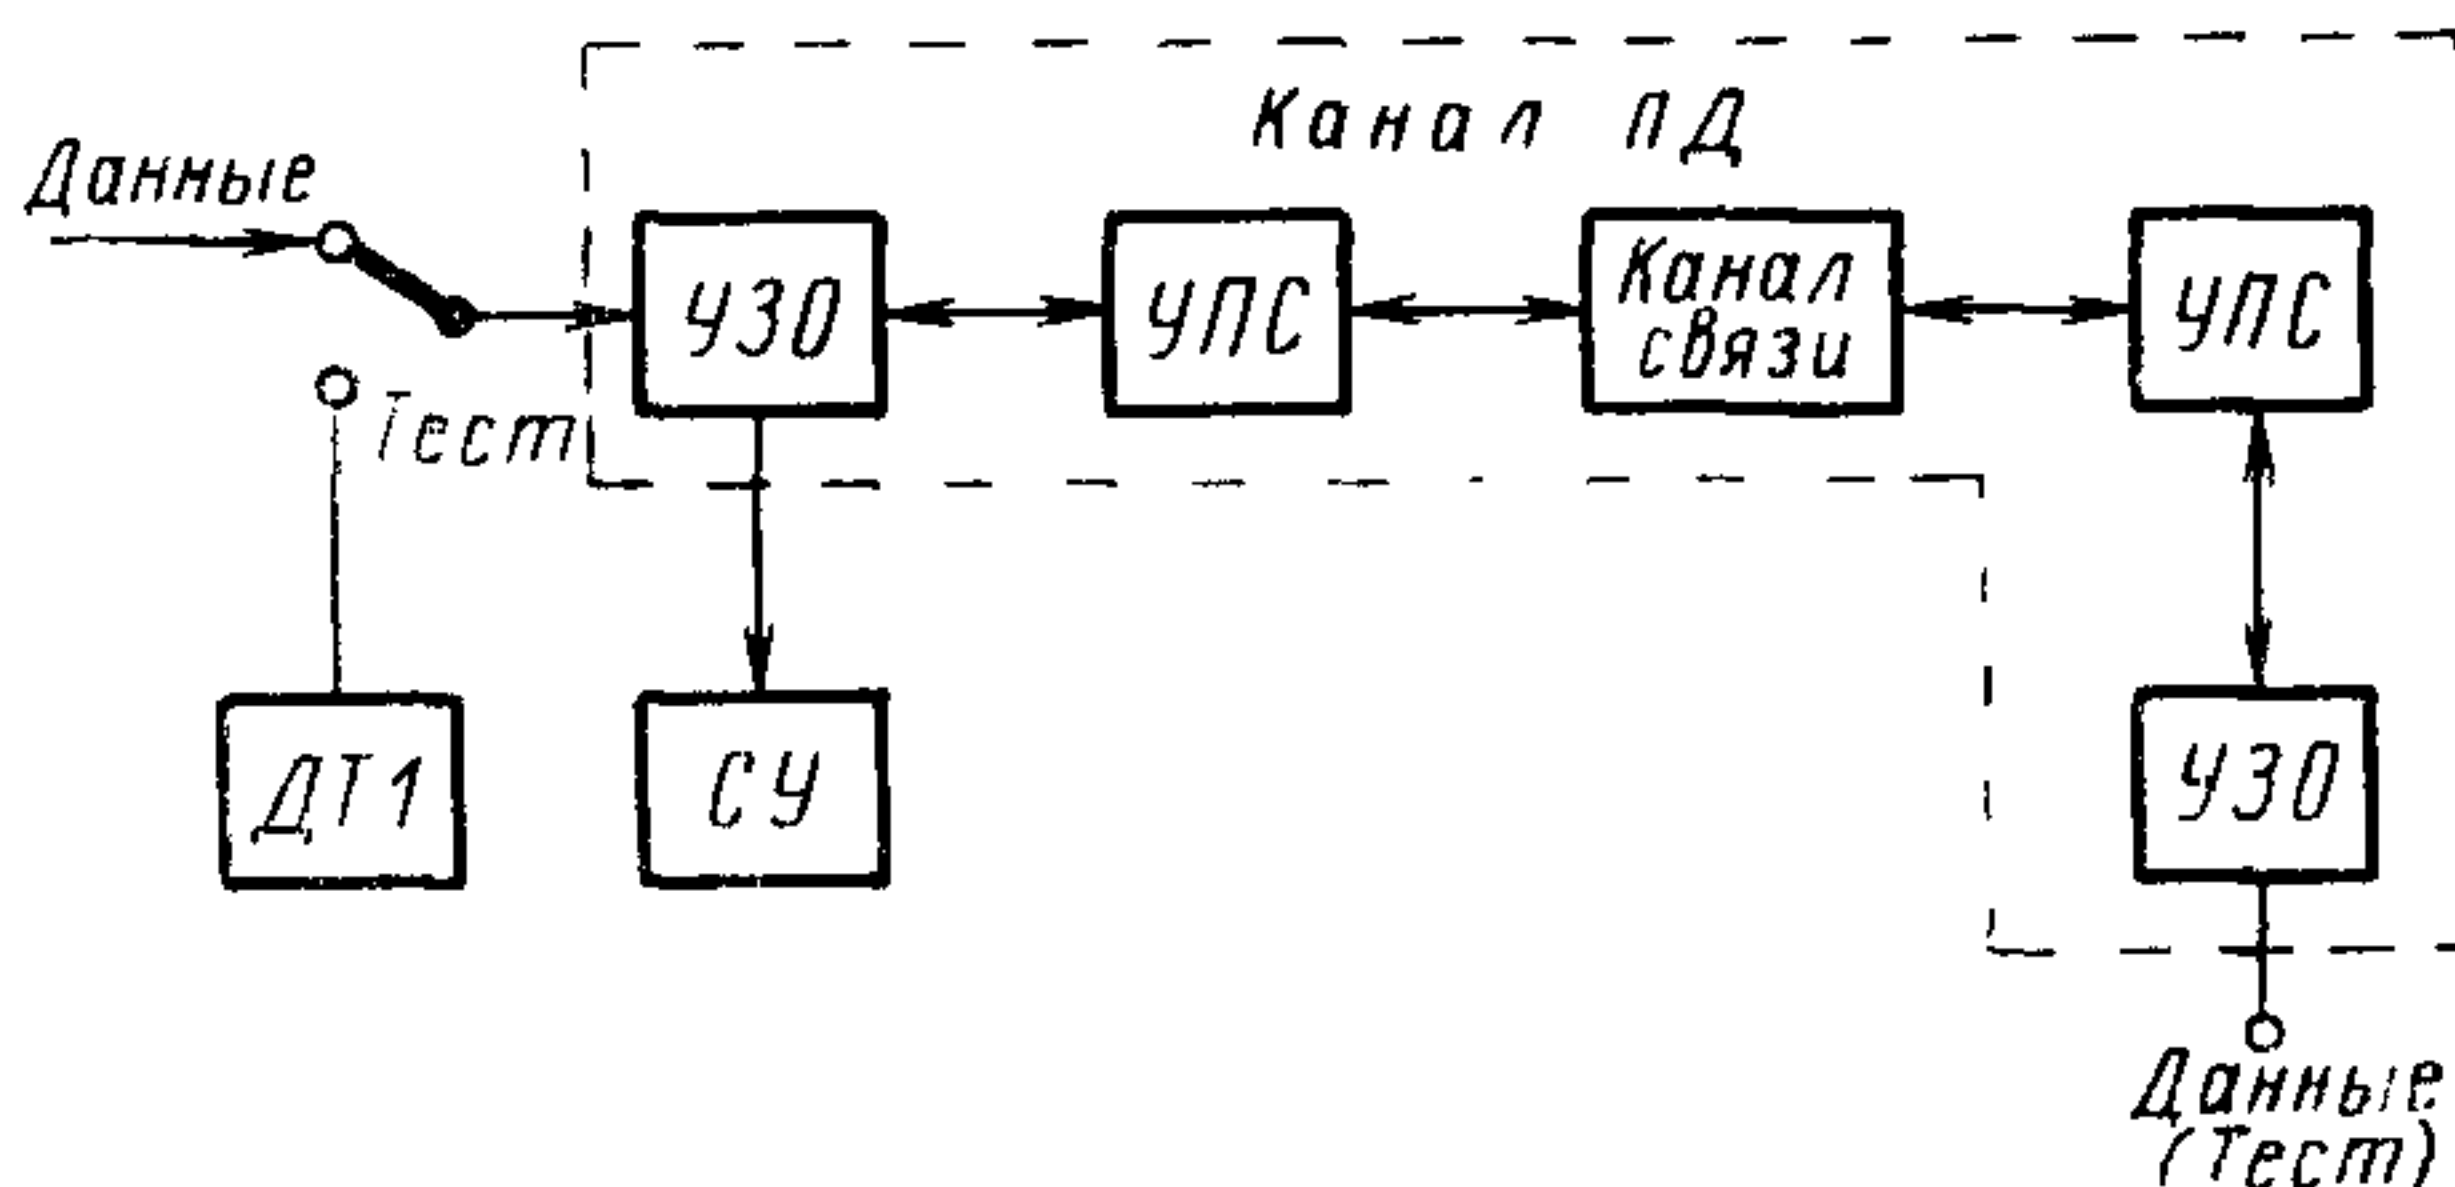 Канал ПД
Данные
УЗО
УПС
Канал
связи
УПС
Тест
ДТ1
СУ
УЗО
Данные
(Тест)